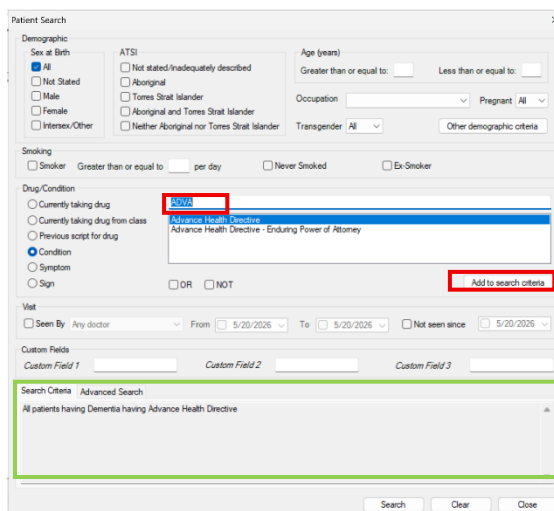 Patient Search
Demographic
Sex at Birth
All
Not Stated
Male
Female
Intersex/Other
ATSI
Not stated/Inadequately described
Aboriginal
Torres Strait Islander
Aboriginal and Torres Strait Islander
Neither Aboriginal nor Torres Strait Islander
Age (years)
Greater than or equal to: Less than or equal to:
Occupation Pregnant All
Transgender All Other demographic criteria
Smoking
Smoker Greater than or equal to per day Never Smoked Ex-Smoker
Drug/Condition
Currently taking drug
Currently taking drug from class
Previous script for drug
Condition
Symptom
Sign
ADVA
Advance Health Directive
Advance Health Directive - Enduring Power of Attorney
OR NOT Add to search criteria
Visit
Seen By Any doctor From 5/20/2026 To 5/20/2026 Not seen since 5/20/2026
Custom Fields
Custom Field 1 Custom Field 2 Custom Field 3
Search Criteria Advanced Search
All patients having Dementia having Advance Health Directive
Search Clear Close